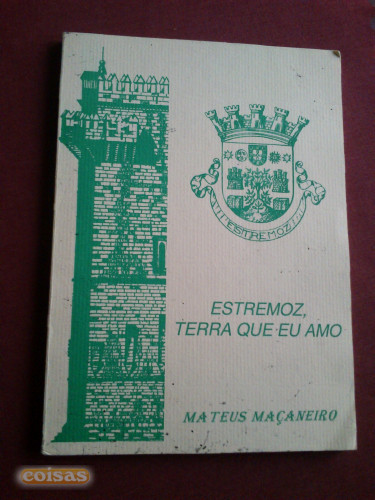 ESTREMOZ
ESTREMOZ,
TERRA QUE EU AMO
MATEUS MAÇANEIRO
coisas